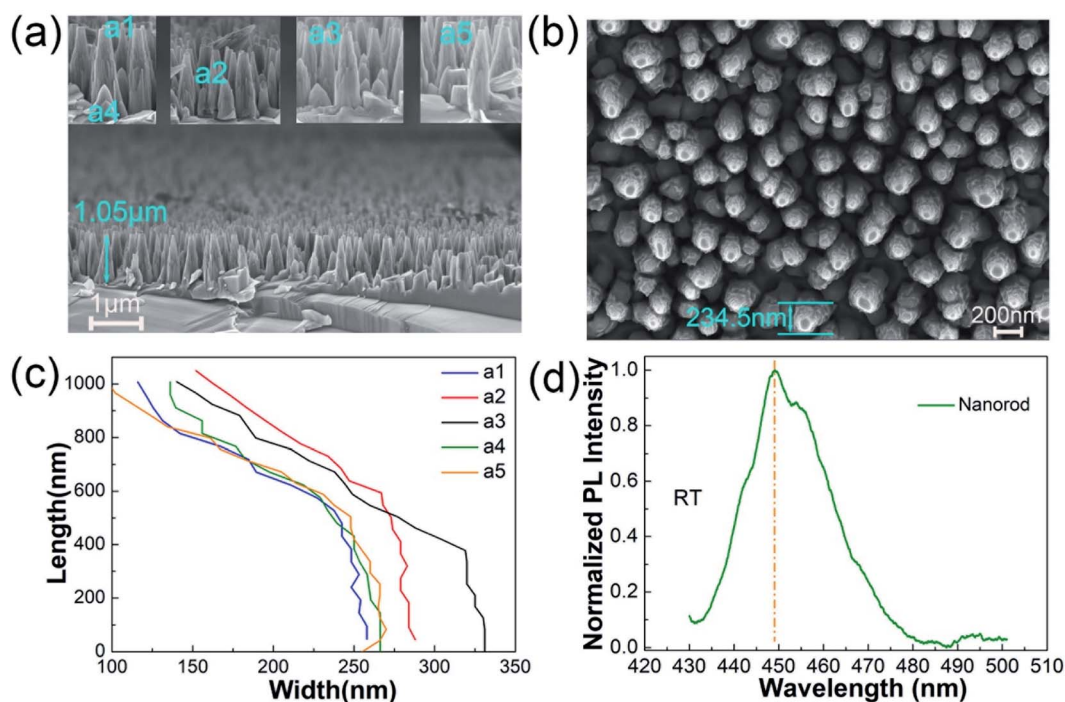 (a)
a1
a2
a3
a5
a4
1.05μm
1μm
(b)
234.5nm
200nm
(c)
a1
a2
a3
a4
a5
1000
800
600
400
200
0
Length(nm)
100 150 200 250 300 350
Width(nm)
(d)
Nanorod
RT
1.0
0.8
0.6
0.4
0.2
0.0
Normalized PL Intensity
420 430 440 450 460 470 480 490 500 510
Wavelength (nm)